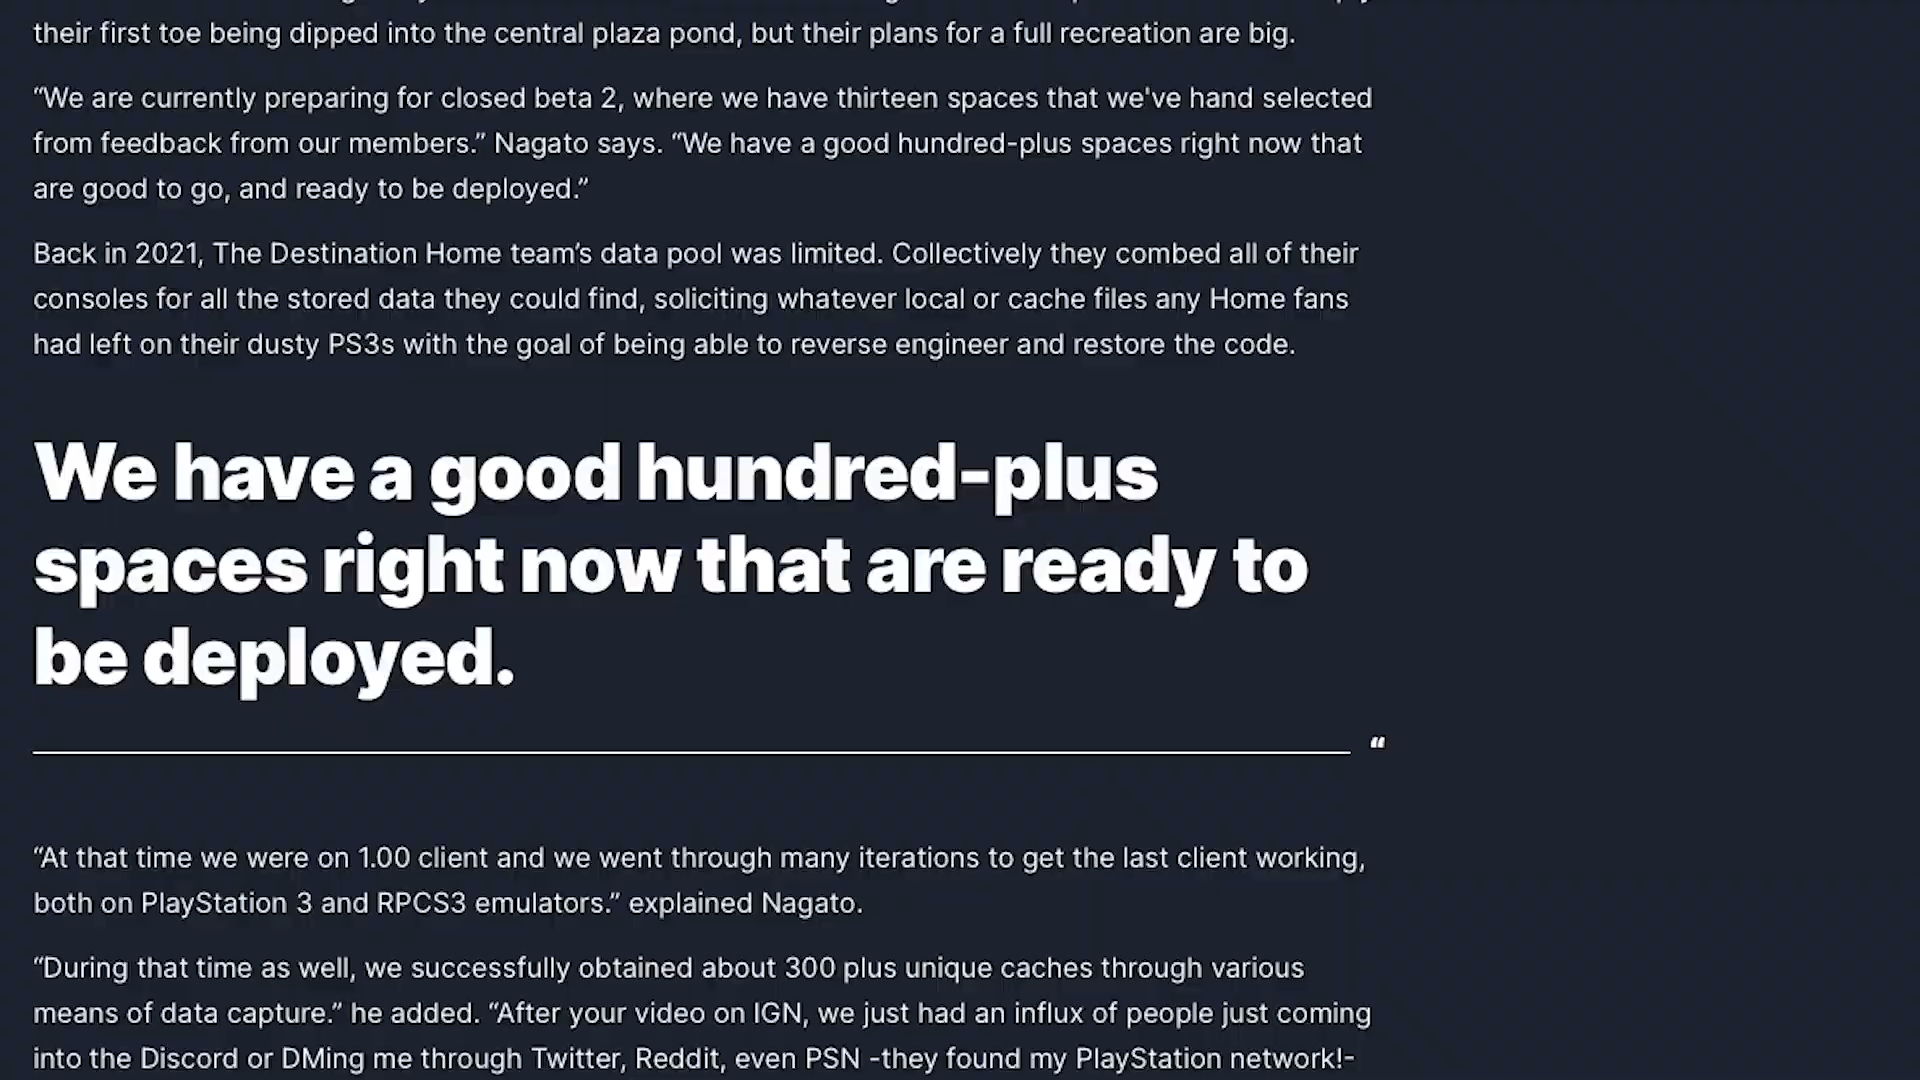 their first toe being dipped into the central plaza pond, but their plans for a full recreation are big.
“We are currently preparing for closed beta 2, where we have thirteen spaces that we've hand selected
from feedback from our members.” Nagato says. “We have a good hundred-plus spaces right now that
are good to go, and ready to be deployed.”
Back in 2021, The Destination Home team’s data pool was limited. Collectively they combed all of their
consoles for all the stored data they could find, soliciting whatever local or cache files any Home fans
had left on their dusty PS3s with the goal of being able to reverse engineer and restore the code.
We have a good hundred-plus
spaces right now that are ready to
be deployed.
“
“At that time we were on 1.00 client and we went through many iterations to get the last client working,
both on PlayStation 3 and RPCS3 emulators.” explained Nagato.
“During that time as well, we successfully obtained about 300 plus unique caches through various
means of data capture.” he added. “After your video on IGN, we just had an influx of people just coming
into the Discord or DMing me through Twitter, Reddit, even PSN -they found my PlayStation network!-